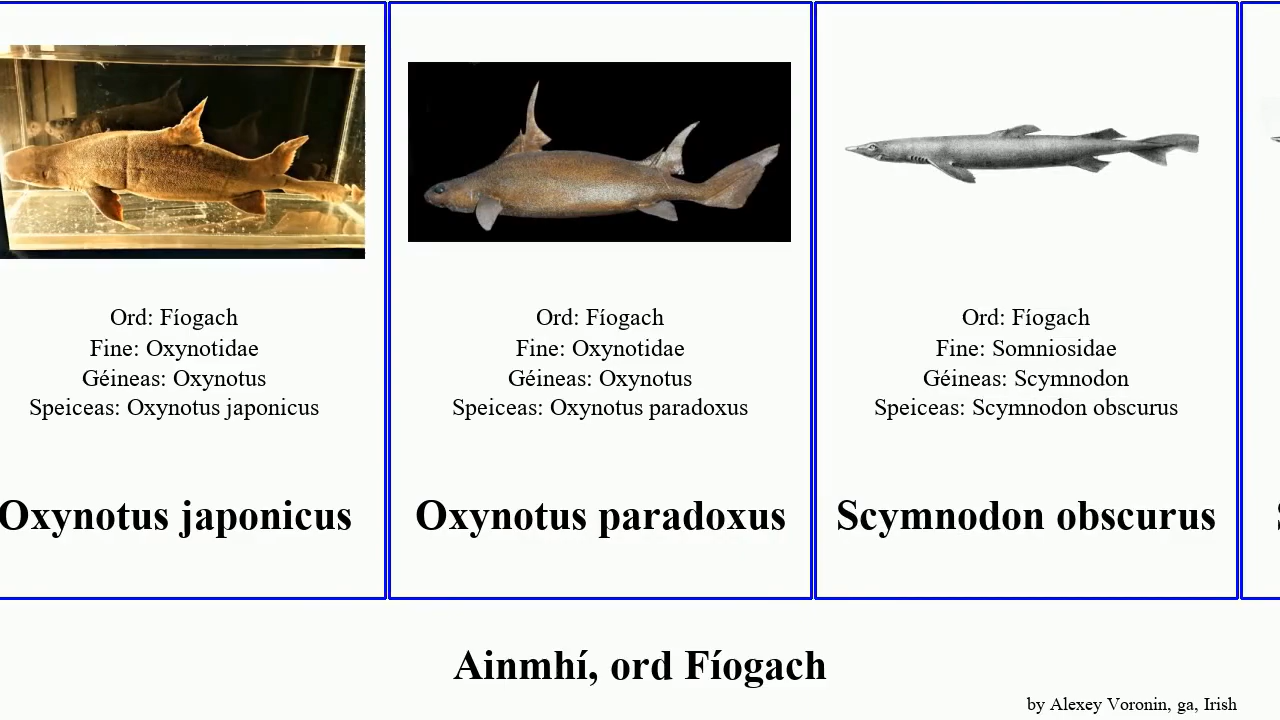 Ord: Fíogach
Fine: Oxynotidae
Géineas: Oxynotus
Speiceas: Oxynotus japonicus
Oxynotus japonicus
Ord: Fíogach
Fine: Oxynotidae
Géineas: Oxynotus
Speiceas: Oxynotus paradoxus
Oxynotus paradoxus
Ord: Fíogach
Fine: Somniosidae
Géineas: Scymnodon
Speiceas: Scymnodon obscurus
Scymnodon obscurus
Ainmhí, ord Fíogach
by Alexey Voronin, ga, Irish